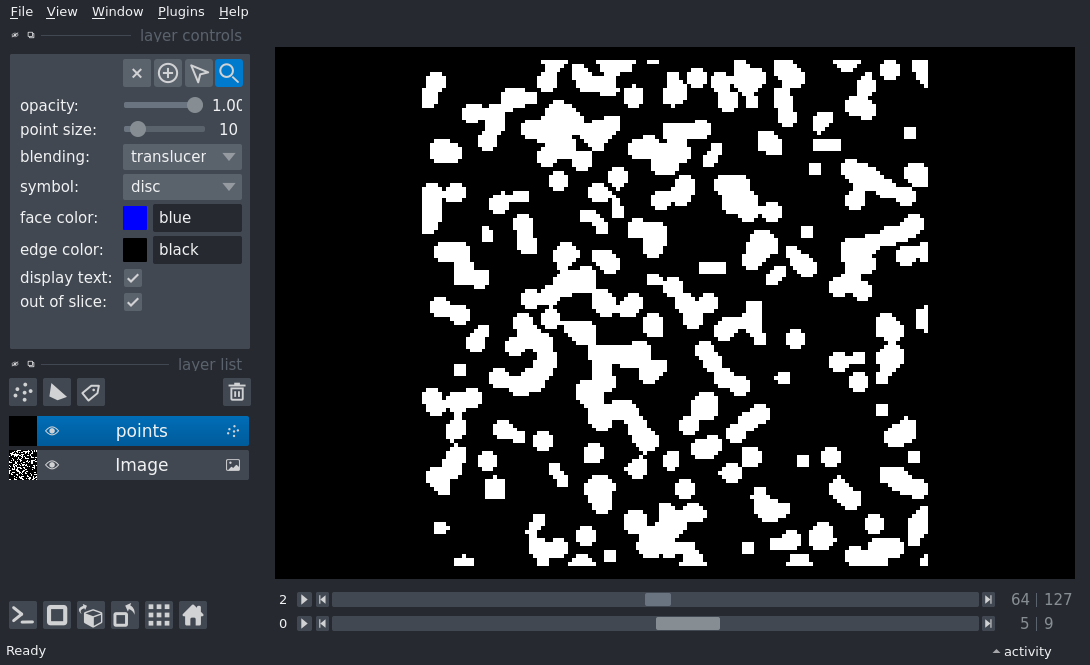 File View Window Plugins Help
layer controls
opacity: 1.00
point size: 10
blending: translucer
symbol: disc
face color: blue
edge color: black
display text:
out of slice:
layer list
points
Image
2 64 | 127
0 5 | 9
Ready activity